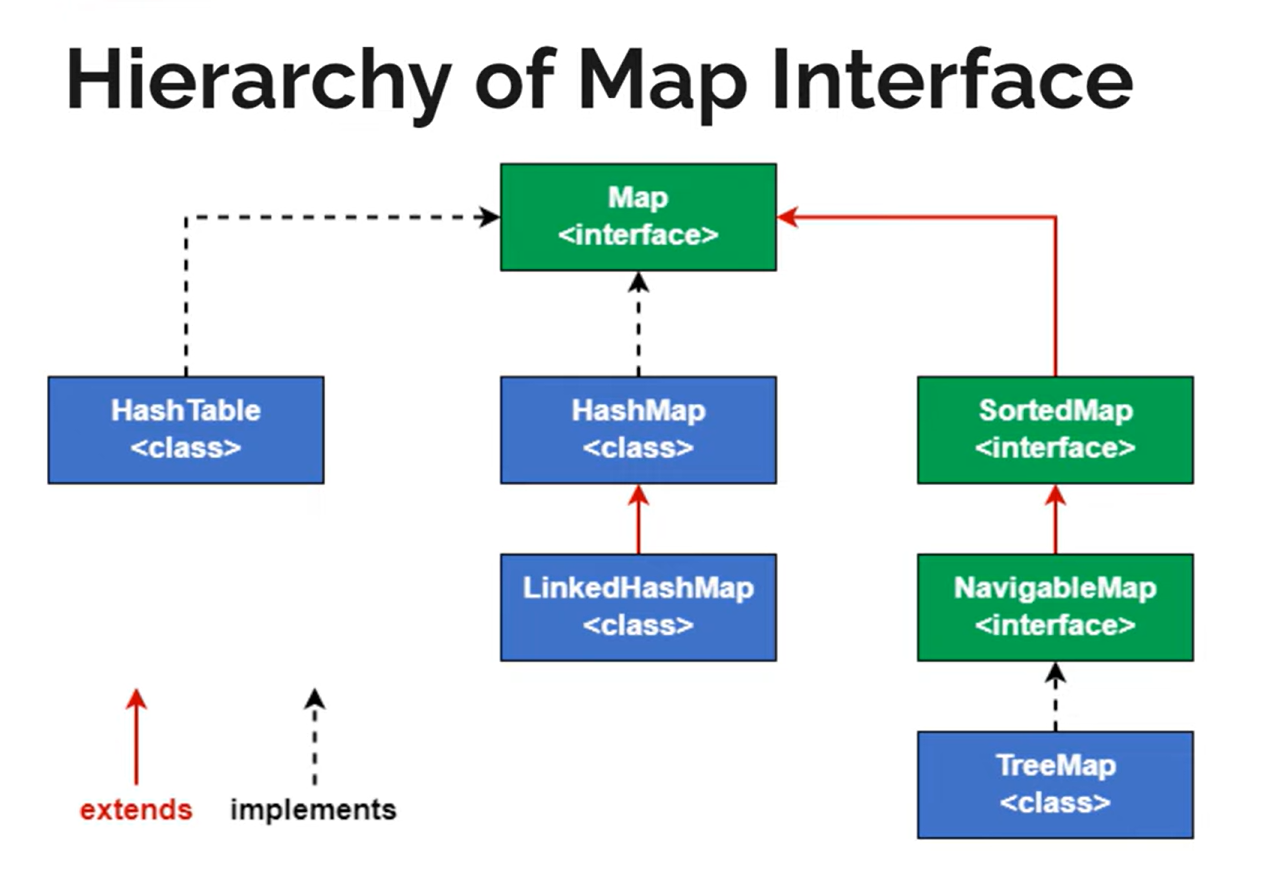 Hierarchy of Map Interface
Map
<interface>
HashTable
<class>
HashMap
<class>
SortedMap
<interface>
LinkedHashMap
<class>
NavigableMap
<interface>
TreeMap
<class>
extends
implements